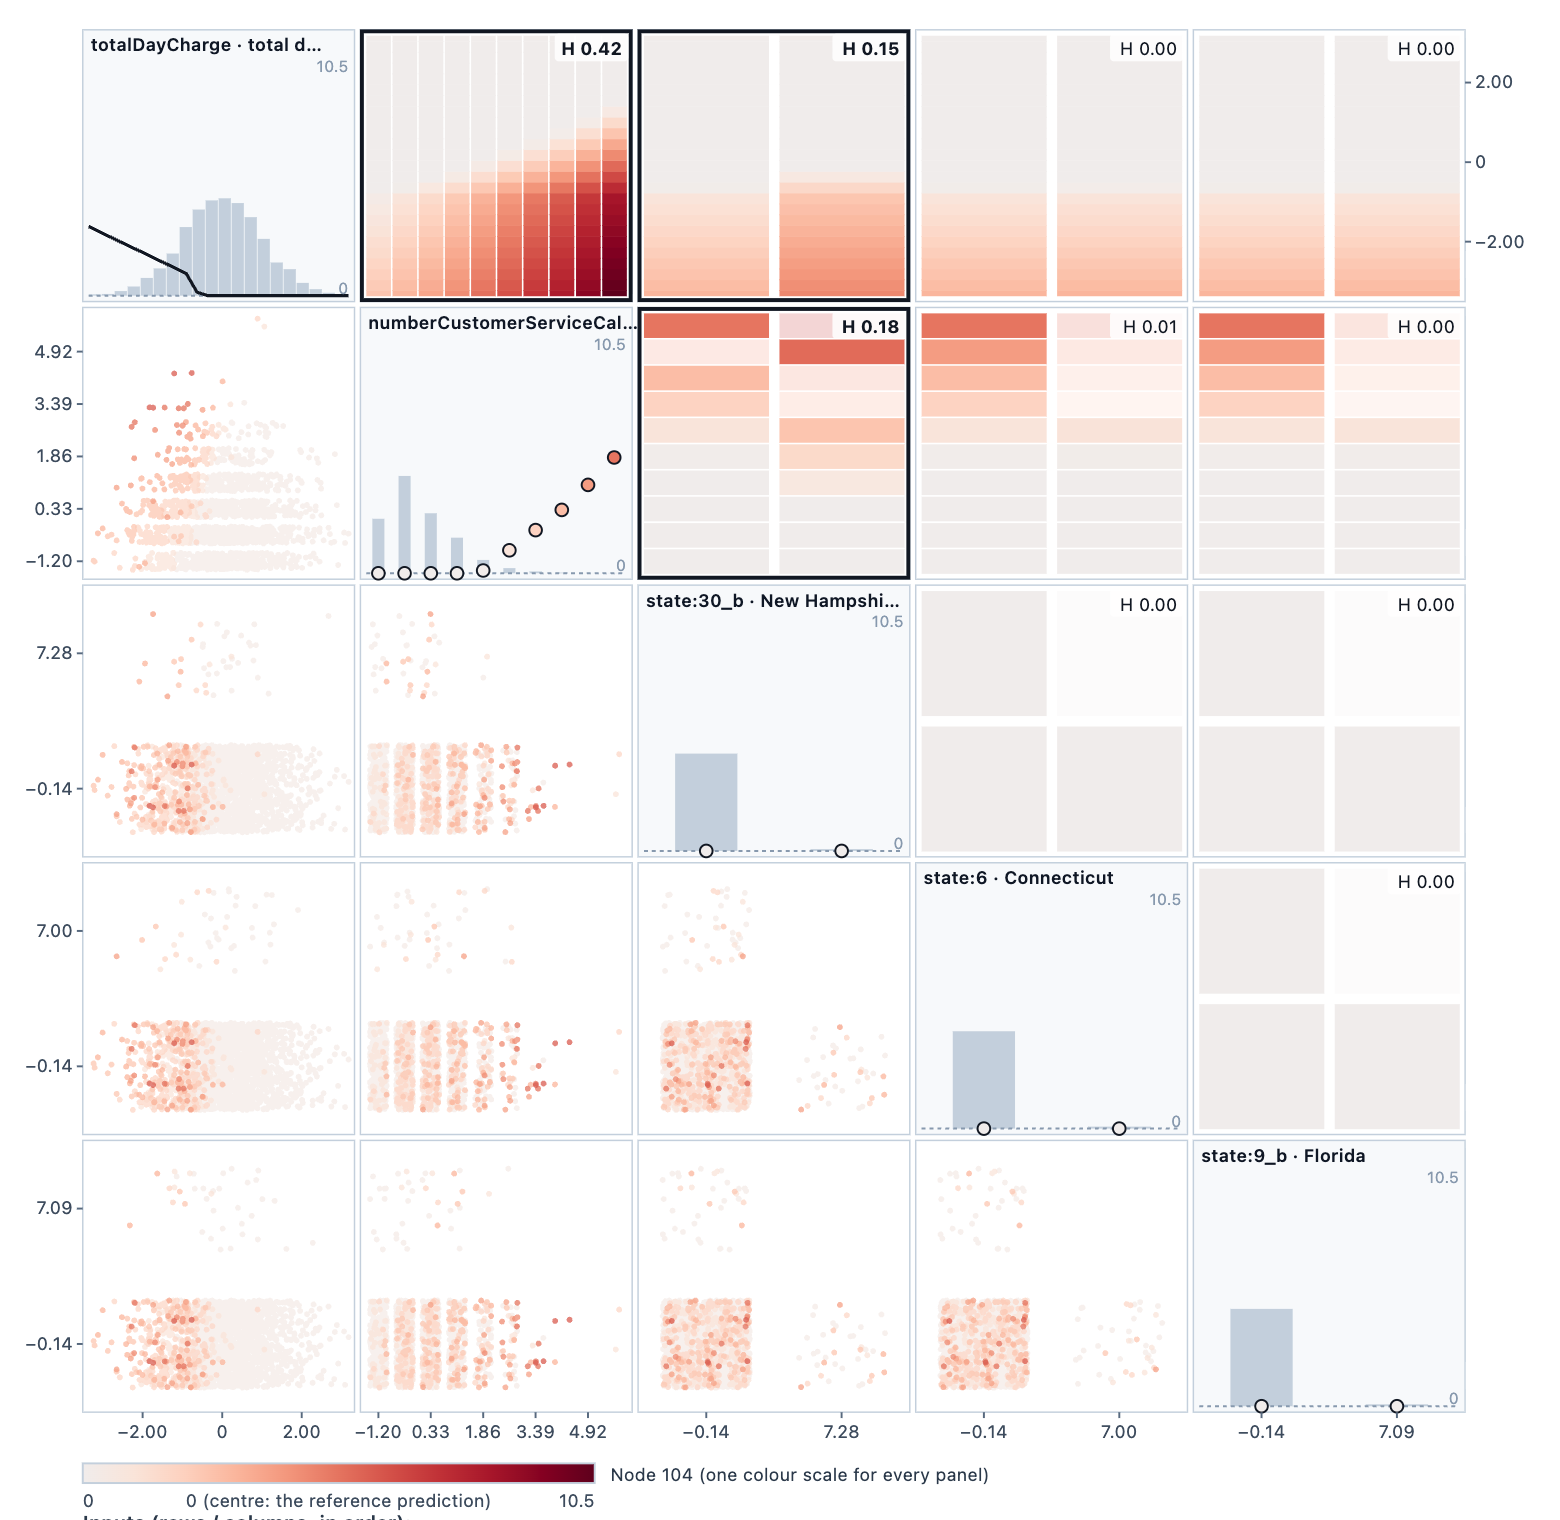 totalDayCharge · total d...
10.5
0
H 0.42
H 0.15
H 0.00
H 0.00
2.00
0
−2.00
numberCustomerServiceCal...
10.5
0
H 0.18
H 0.01
H 0.00
4.92
3.39
1.86
0.33
−1.20
state:30_b · New Hampshi...
10.5
0
H 0.00
H 0.00
7.28
−0.14
state:6 · Connecticut
10.5
0
H 0.00
7.00
−0.14
state:9_b · Florida
10.5
0
7.09
−0.14
−2.00 0 2.00 −1.20 0.33 1.86 3.39 4.92 −0.14 7.28 −0.14 7.00 −0.14 7.09
Node 104 (one colour scale for every panel)
0 0 (centre: the reference prediction) 10.5
Inputs (rows / columns, in order)